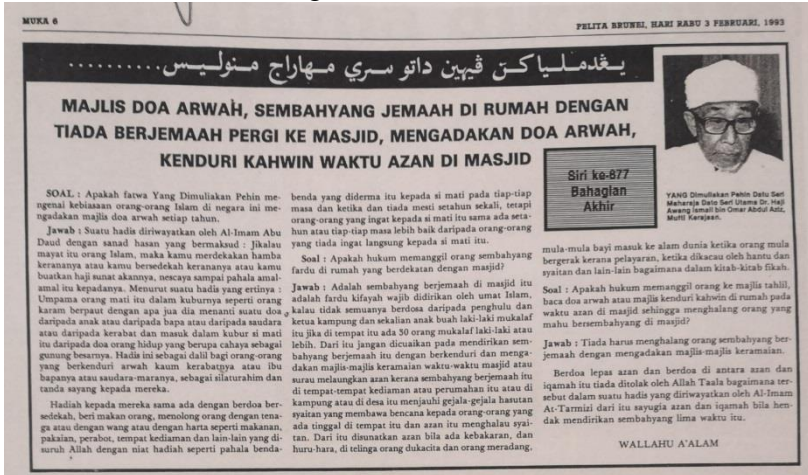 MUKA 6
PELITA BRUNEI, HARI RABU 3 FEBRUARI, 1993
يڠدملياكن ڤهين داتو سري مهاراج منوليس..........
MAJLIS DOA ARWAH, SEMBAHYANG JEMAAH DI RUMAH DENGAN
TIADA BERJEMAAH PERGI KE MASJID, MENGADAKAN DOA ARWAH,
KENDURI KAHWIN WAKTU AZAN DI MASJID
Siri ke-877
Bahagian
Akhir
YANG Dimuliakan Pehin Datu Seri
Maharaja Dato Seri Utama Dr. Haji
Awang Ismail bin Omar Abdul Aziz,
Mufti Kerajaan.
SOAL : Apakah fatwa Yang Dimuliakan Pehin me-
ngenai kebiasaan orang-orang Islam di negara ini me-
ngadakan majlis doa arwah setiap tahun.
Jawab : Suatu hadis diriwayatkan oleh Al-Imam Abu
Daud dengan sanad hasan yang bermaksud : Jikalau
mayat itu orang Islam, maka kamu merdekakan hamba
kerananya atau kamu bersedekah kerananya atau kamu
buatkan haji sunat akannya, nescaya sampai pahala amal-
amal itu kepadanya. Menurut suatu hadis yang ertinya :
Umpama orang mati itu dalam kuburnya seperti orang
karam berpaut dengan apa jua dia menanti suatu doa
daripada anak atau daripada bapa atau daripada saudara
atau daripada kerabat dan masuk dalam kubur si mati
itu daripada doa orang hidup yang berupa cahaya sebagai
gunung besarnya. Hadis ini sebagai dalil bagi orang-orang
yang berkenduri arwah kaum kerabatnya atau ibu
bapanya atau saudara-maranya, sebagai silaturahim dan
tanda sayang kepada mereka.
Hadiah kepada mereka sama ada dengan berdoa ber-
sedekah, beri makan orang, menolong orang dengan tena-
ga atau dengan wang atau dengan harta seperti makanan,
pakaian, perabot, tempat kediaman dan lain-lain yang di-
suruh Allah dengan niat hadiah seperti pahala benda-
benda yang diderma itu kepada si mati pada tiap-tiap
masa dan ketika dan tiada mesti setahun sekali, tetapi
orang-orang yang ingat kepada si mati itu sama ada seta-
hun atau tiap-tiap masa lebih baik daripada orang-orang
yang tiada ingat langsung kepada si mati itu.
Soal : Apakah hukum memanggil orang sembahyang
fardu di rumah yang berdekatan dengan masjid?
Jawab : Adalah sembahyang berjemaah di masjid itu
adalah fardu kifayah wajib didirikan oleh umat Islam,
kalau tidak semuanya berdosa daripada penghulu dan
ketua kampung dan sekalian anak buah laki-laki mukalaf
itu jika di tempat itu ada 50 orang mukalaf laki-laki atau
lebih. Dari itu jangan dicuaikan pada mendirikan sem-
bahyang berjemaah itu dengan berkenduri dan menga-
dakan majlis-majlis keramaian waktu-waktu masjid atau
surau melaungkan azan kerana sembahyang berjemaah itu
di tempat-tempat kediaman atau perumahan itu atau di
kampung atau di desa itu menjauhi gejala-gejala hasutan
syaitan yang membawa bencana kepada orang-orang yang
ada tinggal di tempat itu dan azan itu menghalau syai-
tan. Dari itu disunatkan azan bila ada kebakaran, dan
huru-hara, di telinga orang dukacita dan orang meradang,
mula-mula bayi masuk ke alam dunia ketika orang mula
bergerak kerana pelayaran, ketika dikacau oleh hantu dan
syaitan dan lain-lain bagaimana dalam kitab-kitab fikah.
Soal : Apakah hukum memanggil orang ke majlis tahlil,
baca doa arwah atau majlis kenduri kahwin di rumah pada
waktu azan di masjid sehingga menghalang orang yang
mahu bersembahyang di masjid?
Jawab : Tiada harus menghalang orang sembahyang ber-
jemaah dengan mengadakan majlis-majlis keramaian.
Berdoa lepas azan dan berdoa di antara azan dan
iqamah itu tiada ditolak oleh Allah Taala bagaimana ter-
sebut dalam suatu hadis yang diriwayatkan oleh Al-Imam
At-Tarmizi dari itu sayugia azan dan iqamah bila hen-
dak mendirikan sembahyang lima waktu itu.
WALLAHU A'ALAM